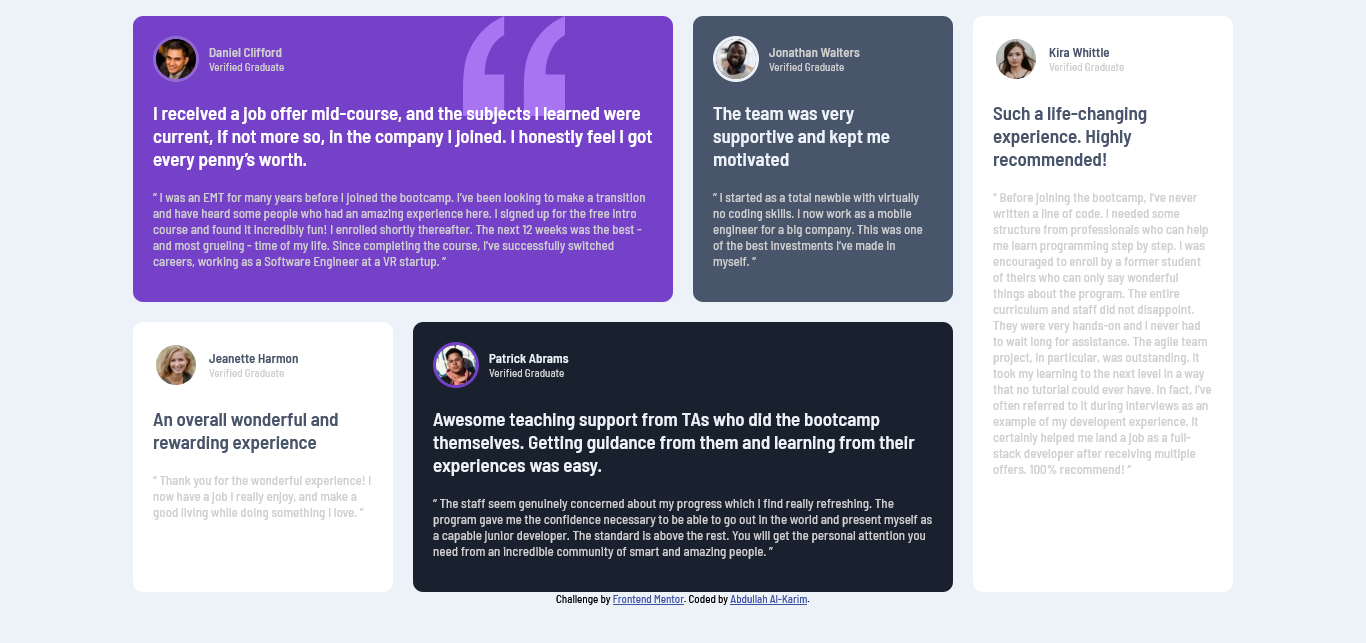 Daniel Clifford
Verified Graduate
I received a job offer mid-course, and the subjects I learned were
current, if not more so, in the company I joined. I honestly feel I got
every penny’s worth.
“ I was an EMT for many years before I joined the bootcamp. I’ve been looking to make a transition
and have heard some people who had an amazing experience here. I signed up for the free intro
course and found it incredibly fun! I enrolled shortly thereafter. The next 12 weeks was the best -
and most grueling - time of my life. Since completing the course, I’ve successfully switched
careers, working as a Software Engineer at a VR startup. ”
Jonathan Walters
Verified Graduate
The team was very
supportive and kept me
motivated
“ I started as a total newbie with virtually
no coding skills. I now work as a mobile
engineer for a big company. This was one
of the best investments I’ve made in
myself. ”
Kira Whittle
Verified Graduate
Such a life-changing
experience. Highly
recommended!
“ Before joining the bootcamp, I’ve never
written a line of code. I needed some
structure from professionals who can help
me learn programming step by step. I was
encouraged to enroll by a former student
of theirs who can only say wonderful
things about the program. The entire
curriculum and staff did not disappoint.
They were very hands-on and I never had
to wait long for assistance. The agile team
project, in particular, was outstanding. It
took my learning to the next level in a way
that no tutorial could ever have. In fact, I’ve
often referred to it during interviews as an
example of my developent experience. It
certainly helped me land a job as a full-
stack developer after receiving multiple
offers. 100% recommend! ”
Jeanette Harmon
Verified Graduate
An overall wonderful and
rewarding experience
“ Thank you for the wonderful experience! I
now have a job I really enjoy, and make a
good living while doing something I love. ”
Patrick Abrams
Verified Graduate
Awesome teaching support from TAs who did the bootcamp
themselves. Getting guidance from them and learning from their
experiences was easy.
“ The staff seem genuinely concerned about my progress which I find really refreshing. The
program gave me the confidence necessary to be able to go out in the world and present myself as
a capable junior developer. The standard is above the rest. You will get the personal attention you
need from an incredible community of smart and amazing people. ”
Challenge by Frontend Mentor. Coded by Abdullah Al-Karim.